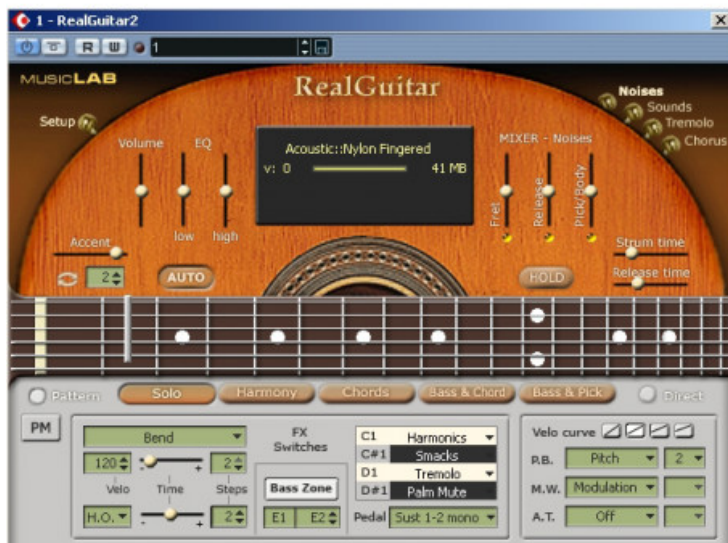 1 - RealGuitar2
R W 1
MUSICLAB
RealGuitar
Noises
Sounds
Tremolo
Chorus
Setup
Volume EQ
Acoustic::Nylon Fingered
v: 0 41 MB
MIXER - Noises
Fret
Release
Pick/Body
low high
Accent
Strum time
2
AUTO
HOLD
Release time
Pattern Solo Harmony Chords Bass & Chord Bass & Pick Direct
PM
Bend
FX
Switches
C1 Harmonics
C#1 Smacks
D1 Tremolo
D#1 Palm Mute
120 - + 2
Velo Time Steps
Bass Zone
H.O. - + 2
E1 E2
Pedal Sust 1-2 mono
Velo curve
P.B. Pitch 2
M.W. Modulation
A.T. Off